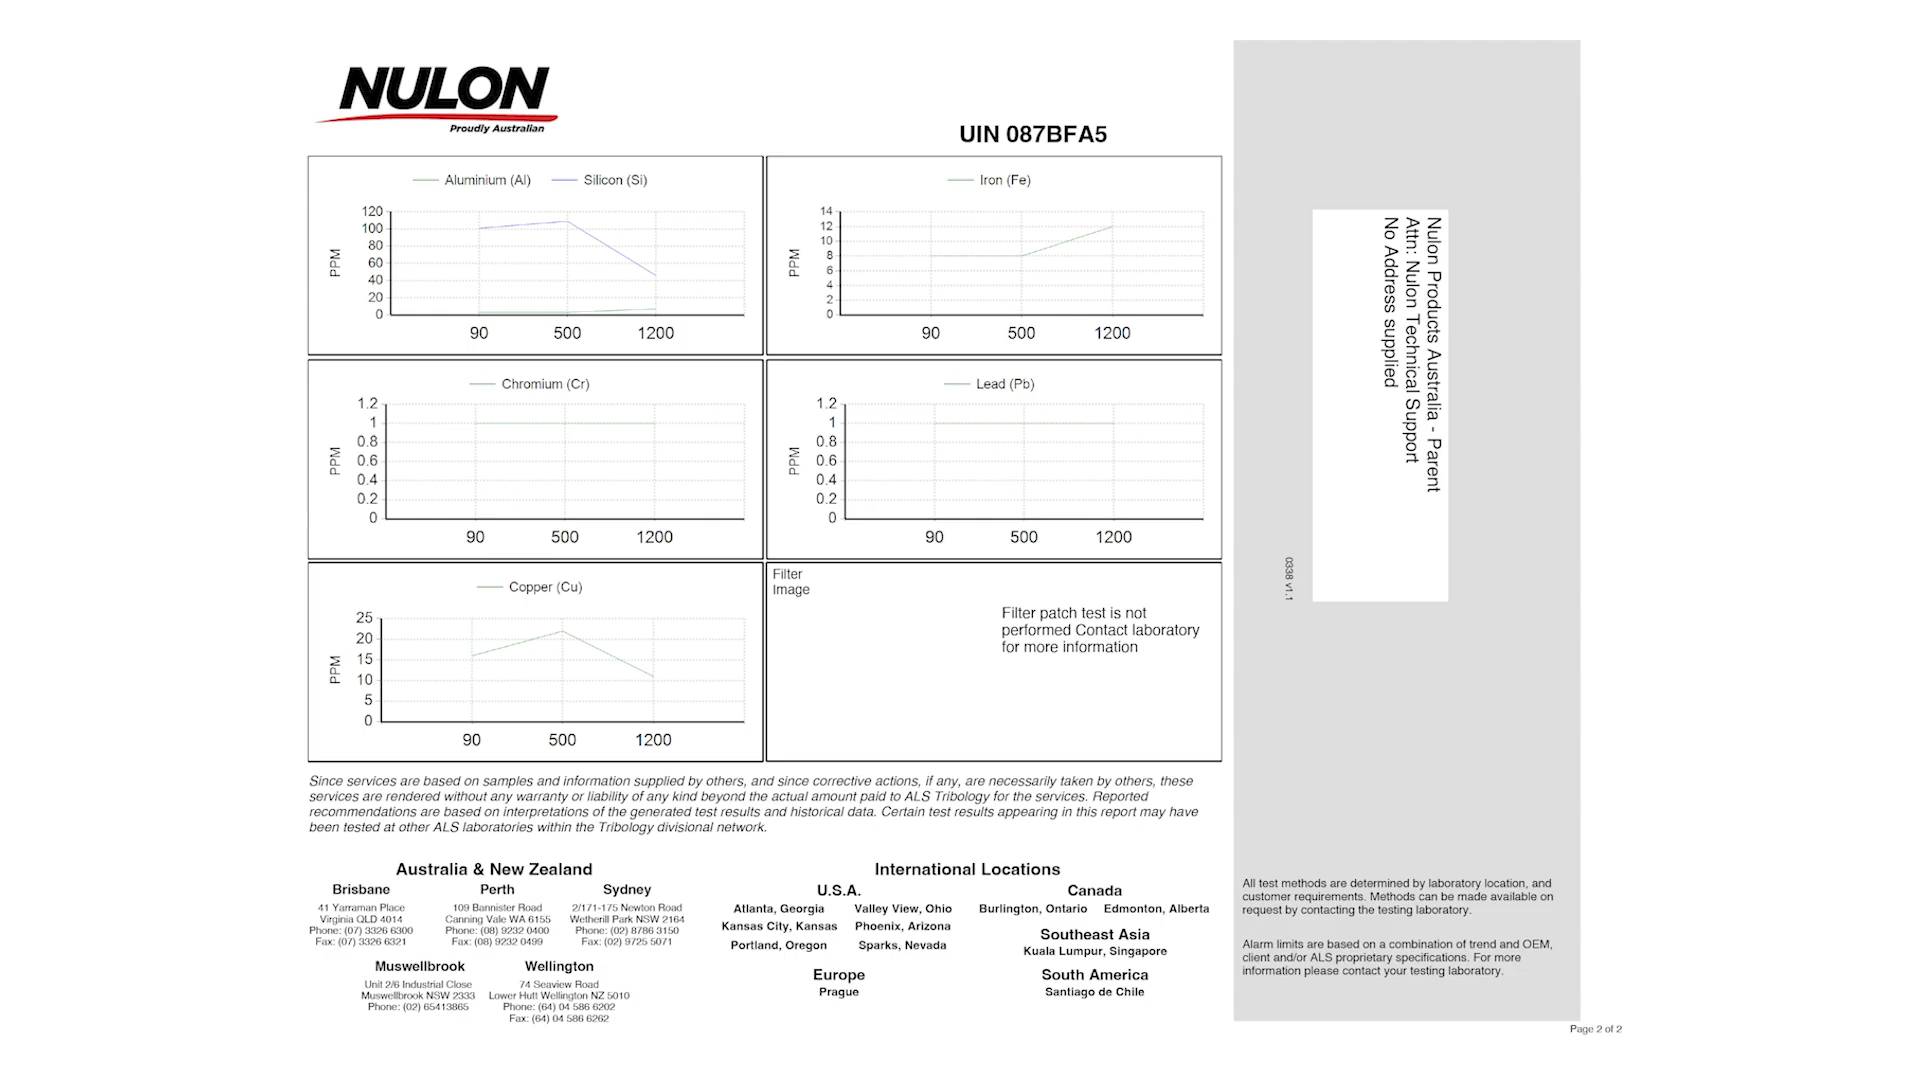 NULON
Proudly Australian
UIN 087BFA5
Aluminium (Al) Silicon (Si)
120
100
80
60
40
20
0
PPM
90 500 1200
Iron (Fe)
14
12
10
8
6
4
2
0
PPM
90 500 1200
Chromium (Cr)
1.2
1
0.8
0.6
0.4
0.2
0
PPM
90 500 1200
Lead (Pb)
1.2
1
0.8
0.6
0.4
0.2
0
PPM
90 500 1200
Copper (Cu)
25
20
15
10
5
0
PPM
90 500 1200
Filter
Image
Filter patch test is not
performed Contact laboratory
for more information
Since services are based on samples and information supplied by others, and since corrective actions, if any, are necessarily taken by others, these
services are rendered without any warranty or liability of any kind beyond the actual amount paid to ALS Tribology for the services. Reported
recommendations are based on interpretations of the generated test results and historical data. Certain test results appearing in this report may have
been tested at other ALS laboratories within the Tribology divisional network.
Australia & New Zealand
Brisbane
41 Yarraman Place
Virginia QLD 4014
Phone: (07) 3326 6300
Fax: (07) 3326 6321
Perth
109 Bannister Road
Canning Vale WA 6155
Phone: (08) 9232 0400
Fax: (08) 9232 0499
Sydney
2/171-175 Newton Road
Wetherill Park NSW 2164
Phone: (02) 8786 3150
Fax: (02) 9725 5071
Muswellbrook
Unit 2/6 Industrial Close
Muswellbrook NSW 2333
Phone: (02) 65413865
Wellington
74 Seaview Road
Lower Hutt Wellington NZ 5010
Phone: (64) 04 586 6202
Fax: (64) 04 586 6262
International Locations
U.S.A.
Atlanta, Georgia Valley View, Ohio
Kansas City, Kansas Phoenix, Arizona
Portland, Oregon Sparks, Nevada
Europe
Prague
Canada
Burlington, Ontario Edmonton, Alberta
Southeast Asia
Kuala Lumpur, Singapore
South America
Santiago de Chile
Nulon Products Australia - Parent
Attn: Nulon Technical Support
No Address supplied
0338 v1.1
All test methods are determined by laboratory location, and
customer requirements. Methods can be made available on
request by contacting the testing laboratory.
Alarm limits are based on a combination of trend and OEM,
client and/or ALS proprietary specifications. For more
information please contact your testing laboratory.
Page 2 of 2